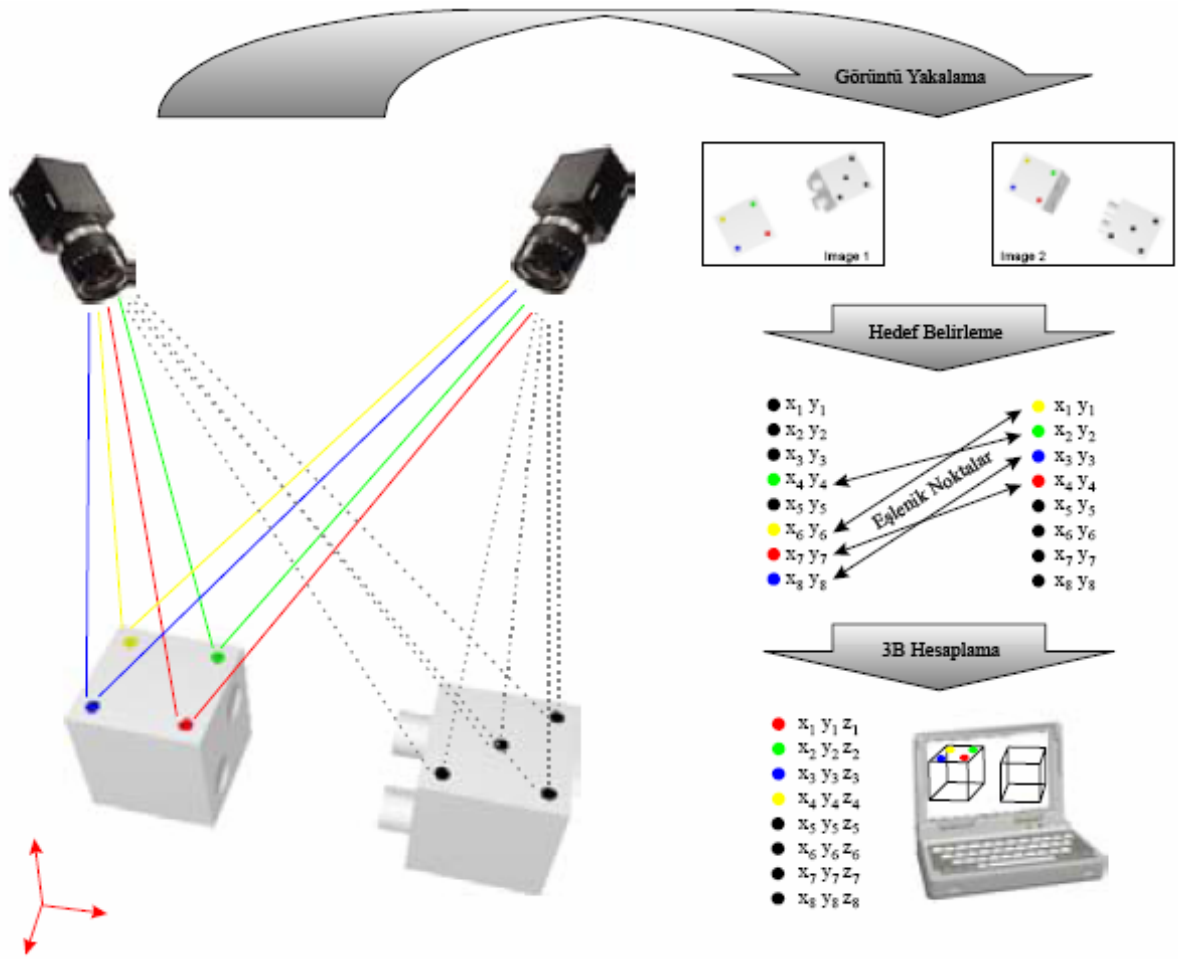 Görüntü Yakalama
Image 1
Image 2
Hedef Belirleme
x₁ y₁
x₂ y₂
x₃ y₃
x₄ y₄
x₅ y₅
x₆ y₆
x₇ y₇
x₈ y₈
Eşlenik Noktalar
x₁ y₁
x₂ y₂
x₃ y₃
x₄ y₄
x₅ y₅
x₆ y₆
x₇ y₇
x₈ y₈
3B Hesaplama
x₁ y₁ z₁
x₂ y₂ z₂
x₃ y₃ z₃
x₄ y₄ z₄
x₅ y₅ z₅
x₆ y₆ z₆
x₇ y₇ z₇
x₈ y₈ z₈